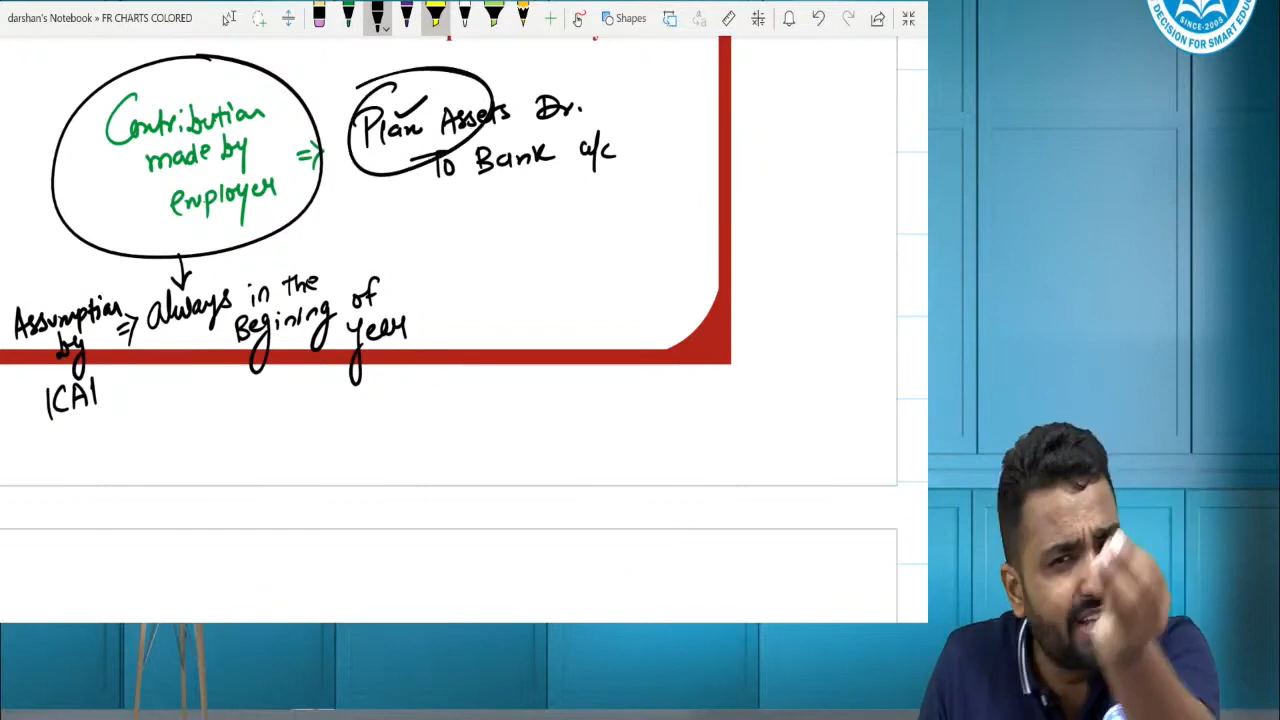 darshan's Notebook » FR CHARTS COLORED
Shapes
DECISION FOR SMART EDU
SINCE-2005
Contribution
made by
employer
⇒
Plan Assets Dr.
To Bank a/c
Assumption
by
ICAI
⇒ always in the
Begining of
year